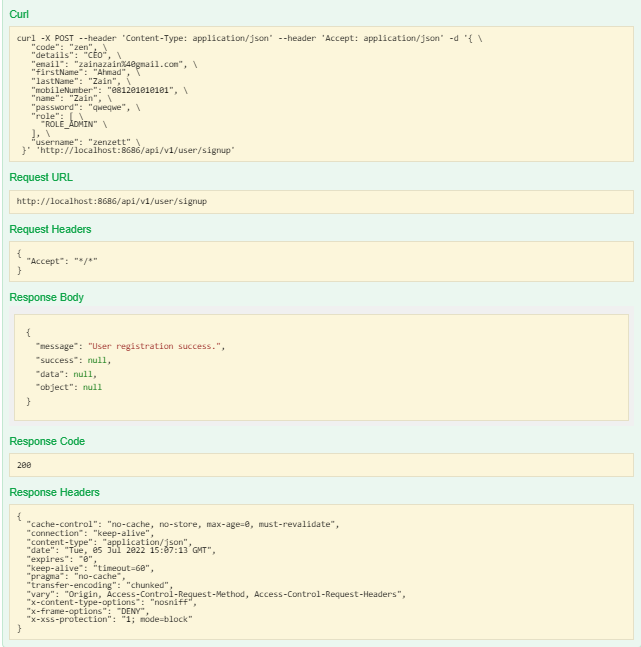 Curl
curl -X POST --header 'Content-Type: application/json' --header 'Accept: application/json' -d '{ \
"code": "zen", \
"details": "CEO", \
"email": "zainazain%40gmail.com", \
"firstName": "Ahmad", \
"lastName": "Zain", \
"mobileNumber": "081201010101", \
"name": "Zain", \
"password": "qweqwe", \
"role": [ \
"ROLE_ADMIN" \
], \
"username": "zenzett" \
}' 'http://localhost:8686/api/v1/user/signup'
Request URL
http://localhost:8686/api/v1/user/signup
Request Headers
{
"Accept": "*/*"
}
Response Body
{
"message": "User registration success.",
"success": null,
"data": null,
"object": null
}
Response Code
200
Response Headers
{
"cache-control": "no-cache, no-store, max-age=0, must-revalidate",
"connection": "keep-alive",
"content-type": "application/json",
"date": "Tue, 05 Jul 2022 15:07:13 GMT",
"expires": "0",
"keep-alive": "timeout=60",
"pragma": "no-cache",
"transfer-encoding": "chunked",
"vary": "Origin, Access-Control-Request-Method, Access-Control-Request-Headers",
"x-content-type-options": "nosniff",
"x-frame-options": "DENY",
"x-xss-protection": "1; mode=block"
}